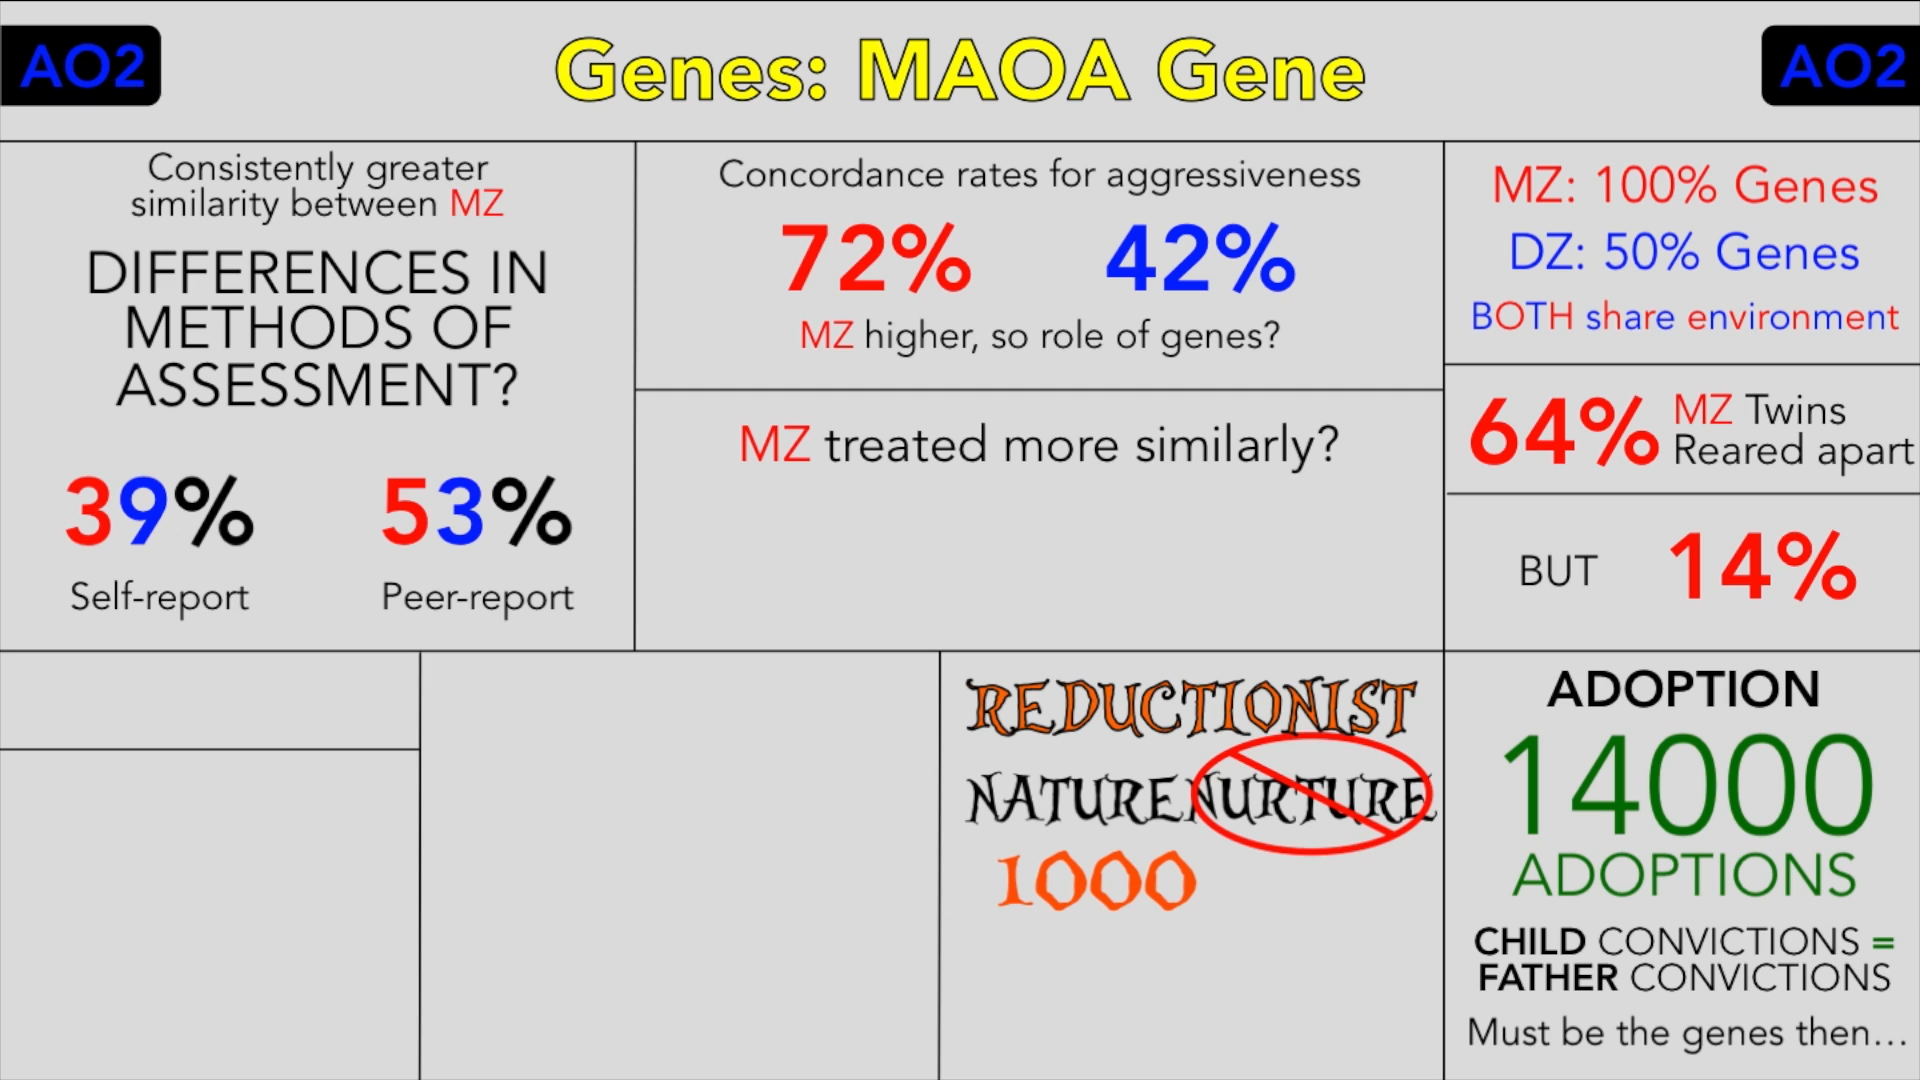 AO2
Genes: MAOA Gene
AO2
Consistently greater
similarity between MZ
DIFFERENCES IN
METHODS OF
ASSESSMENT?
39% 53%
Self-report Peer-report
Concordance rates for aggressiveness
72% 42%
MZ higher, so role of genes?
MZ treated more similarly?
MZ: 100% Genes
DZ: 50% Genes
BOTH share environment
64% MZ Twins
Reared apart
BUT 14%
REDUCTIONIST
NATURE NURTURE
1000
ADOPTION
14000
ADOPTIONS
CHILD CONVICTIONS =
FATHER CONVICTIONS
Must be the genes then...